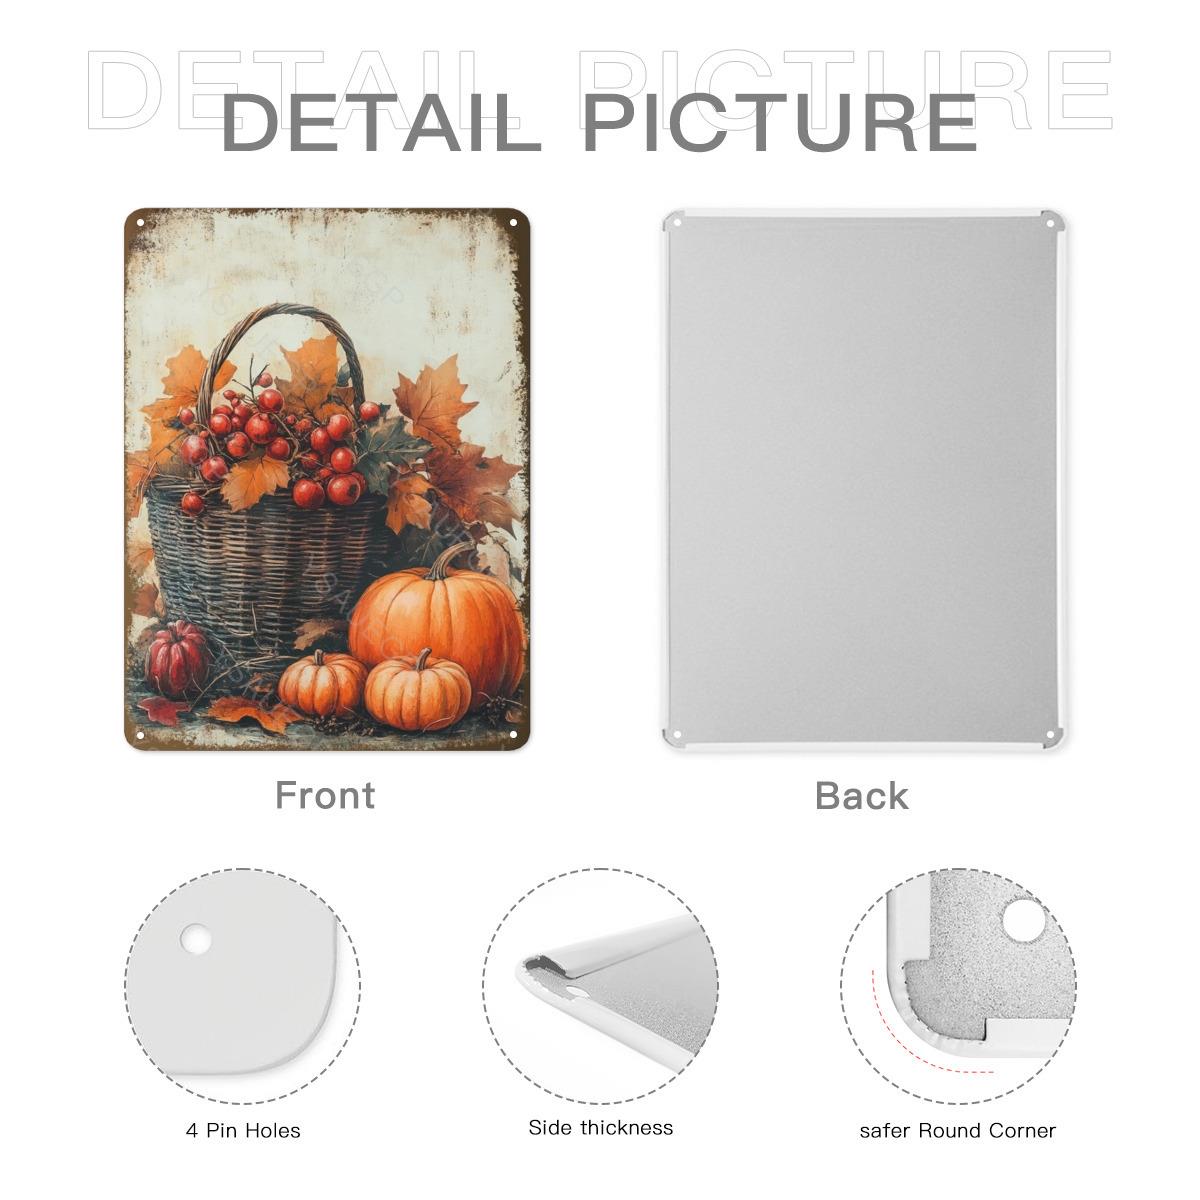 DETAIL PICTURE
DETAIL PICTURE
Front
Back
4 Pin Holes
Side thickness
safer Round Corner